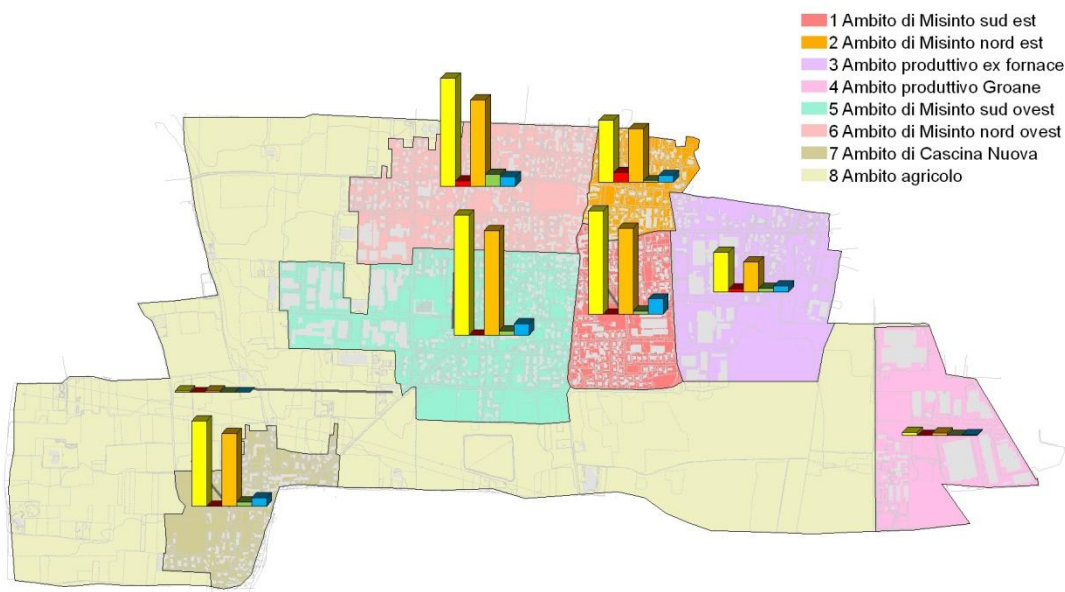 1 Ambito di Misinto sud est
2 Ambito di Misinto nord est
3 Ambito produttivo ex fornace
4 Ambito produttivo Groane
5 Ambito di Misinto sud ovest
6 Ambito di Misinto nord ovest
7 Ambito di Cascina Nuova
8 Ambito agricolo